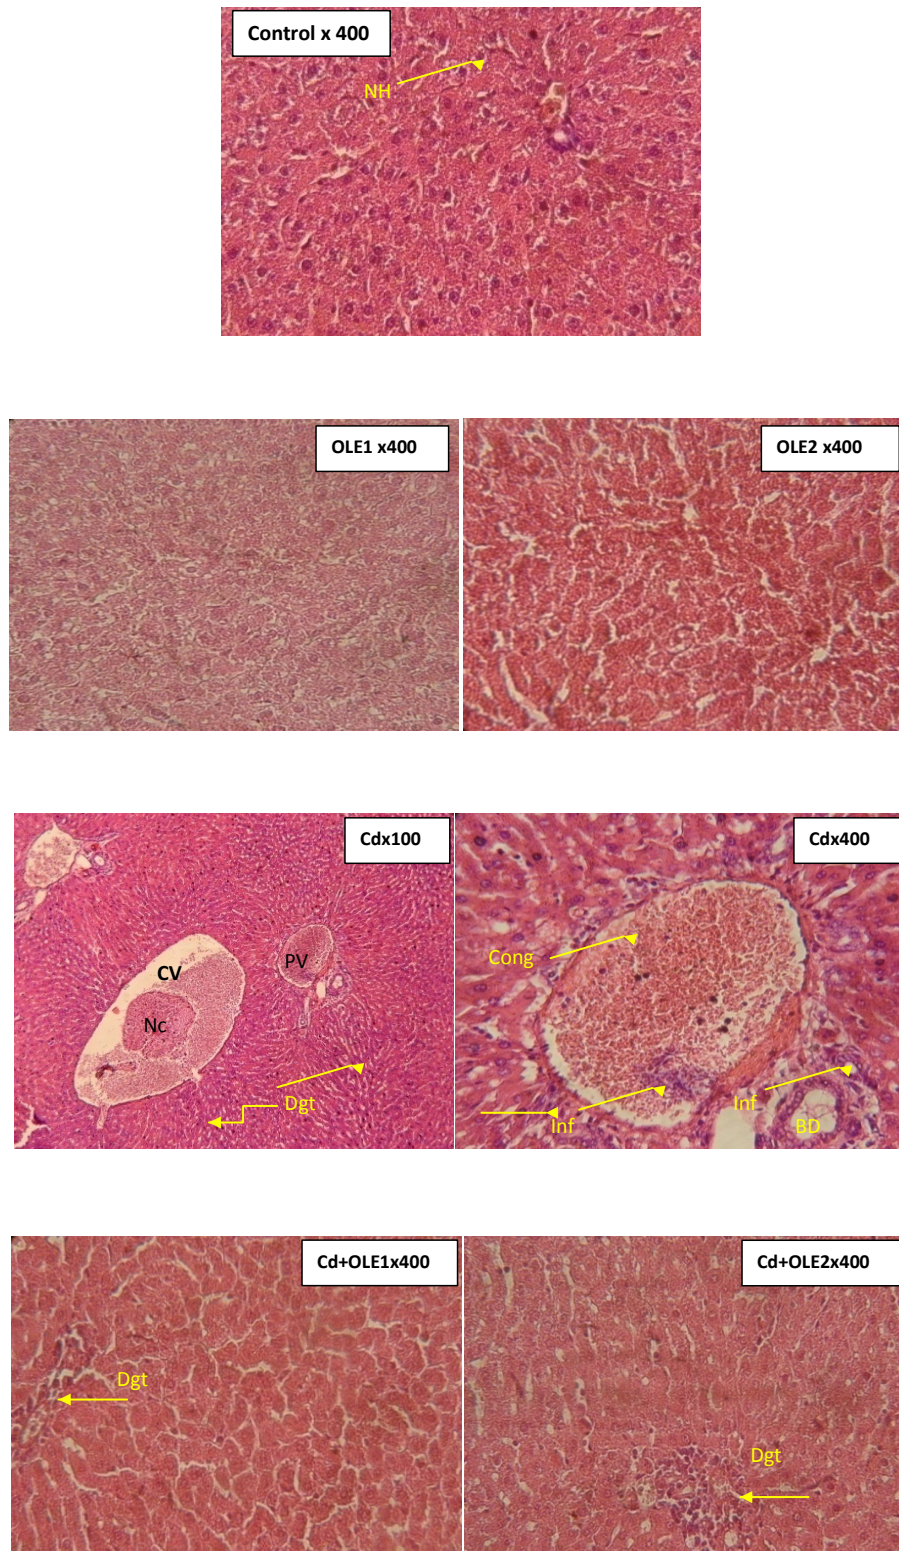 Control x 400
NH
OLE1 x400
OLE2 x400
Cdx100
CV
PV
Nc
Dgt
Cdx400
Cong
Inf
Inf
BD
Cd+OLE1x400
Dgt
Cd+OLE2x400
Dgt